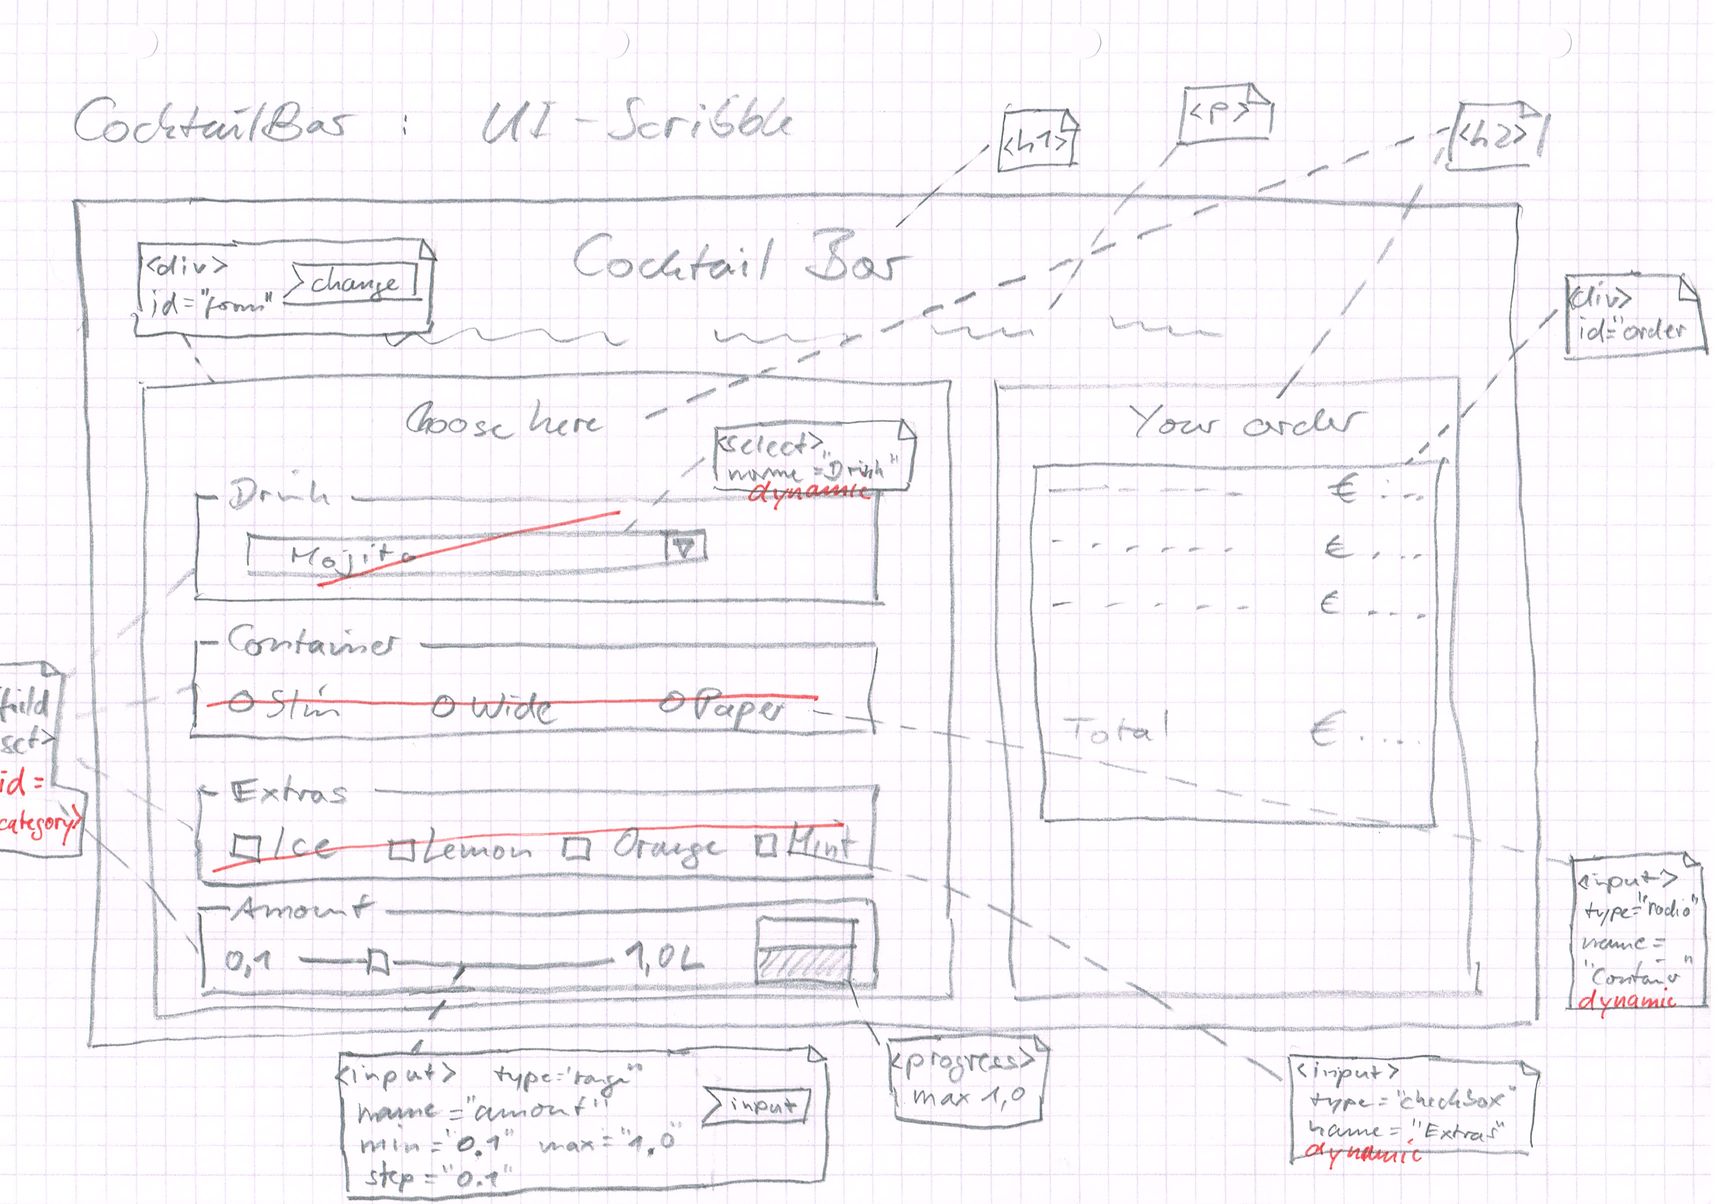 CocktailBar : UI-Scribble
<h1>
<p>
<h2>
Cocktail Bar
<div>
id="form"
change
<div>
id="order
Choose here
Your order
<select>
name="Drink"
dynamic
Drink
Mojito
€ . . .
€ . . .
€ . . . .
Container
Slim Wide Paper
Total € . . . .
<fild
set>
id =
category>
Extras
Ice Lemon Orange Mint
Amount
0,1 1,0L
<input>
type="radio"
name =
dynamic
<input> type="range"
name="amount"
min="0.1" max="1,0"
step="0.1"
input
<progress>
max 1,0
<input>
type="checkbox"
name="Extras"
dynamic